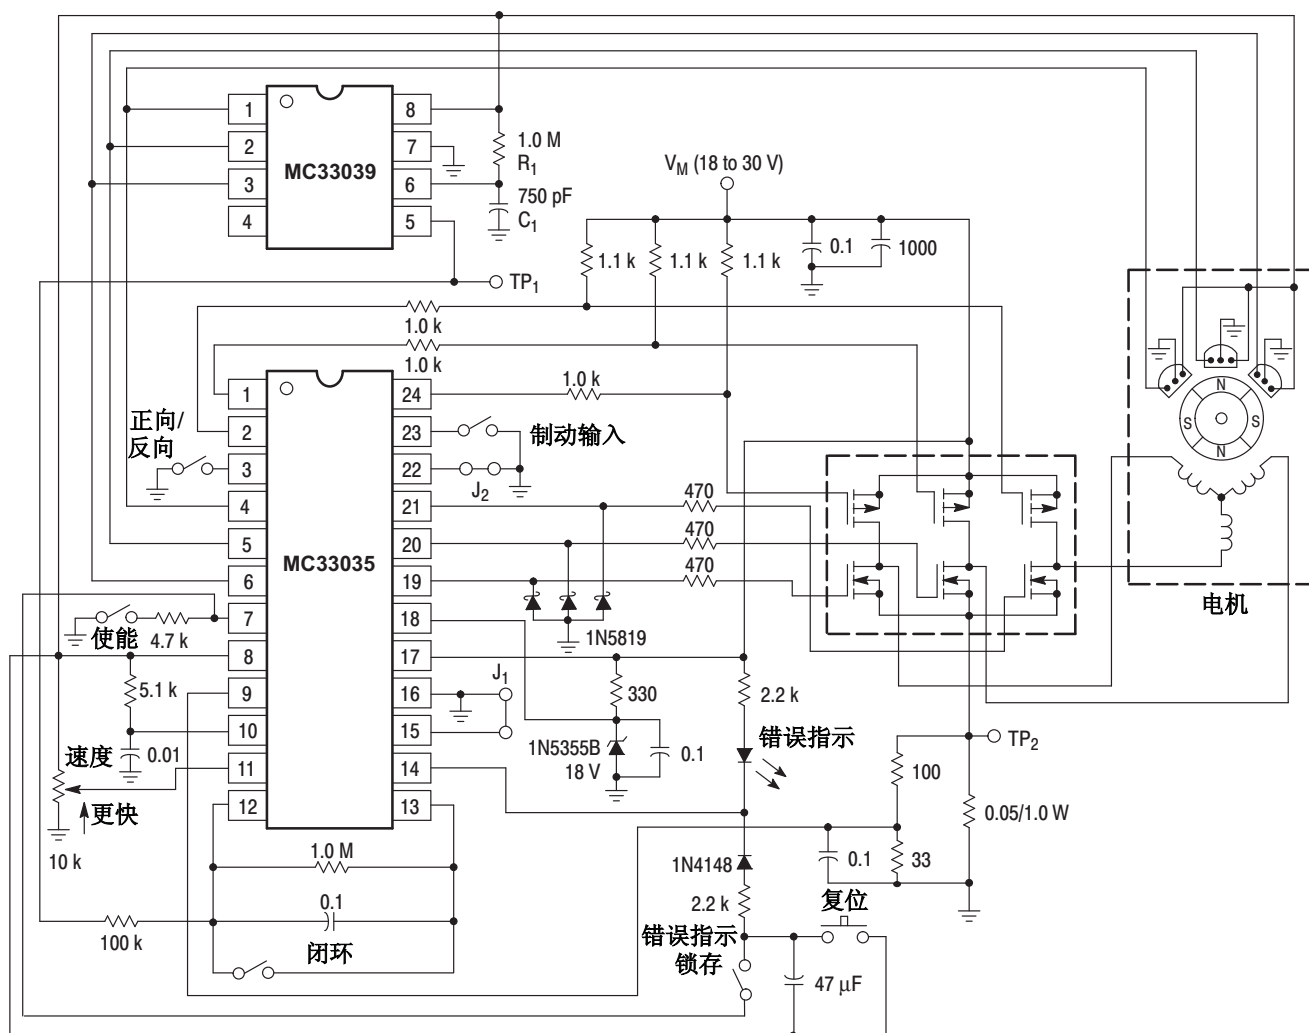 1
2
3
4
MC33039
8
7
6
5
1.0 M
R1
750 pF
C1
VM (18 to 30 V)
1.1 k
1.1 k
1.1 k
0.1
1000
TP1
1.0 k
1.0 k
1.0 k
正向/
反向
制动输入
J2
1
2
3
4
5
6
7
8
9
10
11
12
MC33035
24
23
22
21
20
19
18
17
16
15
14
13
470
470
470
N
S
S
N
电机
使能
4.7 k
1N5819
5.1 k
J1
330
2.2 k
速度
0.01
1N5355B
18 V
0.1
错误指示
TP2
更快
100
0.05/1.0 W
10 k
1.0 M
1N4148
0.1
33
0.1
2.2 k
复位
100 k
闭环
错误指示
锁存
47 μF